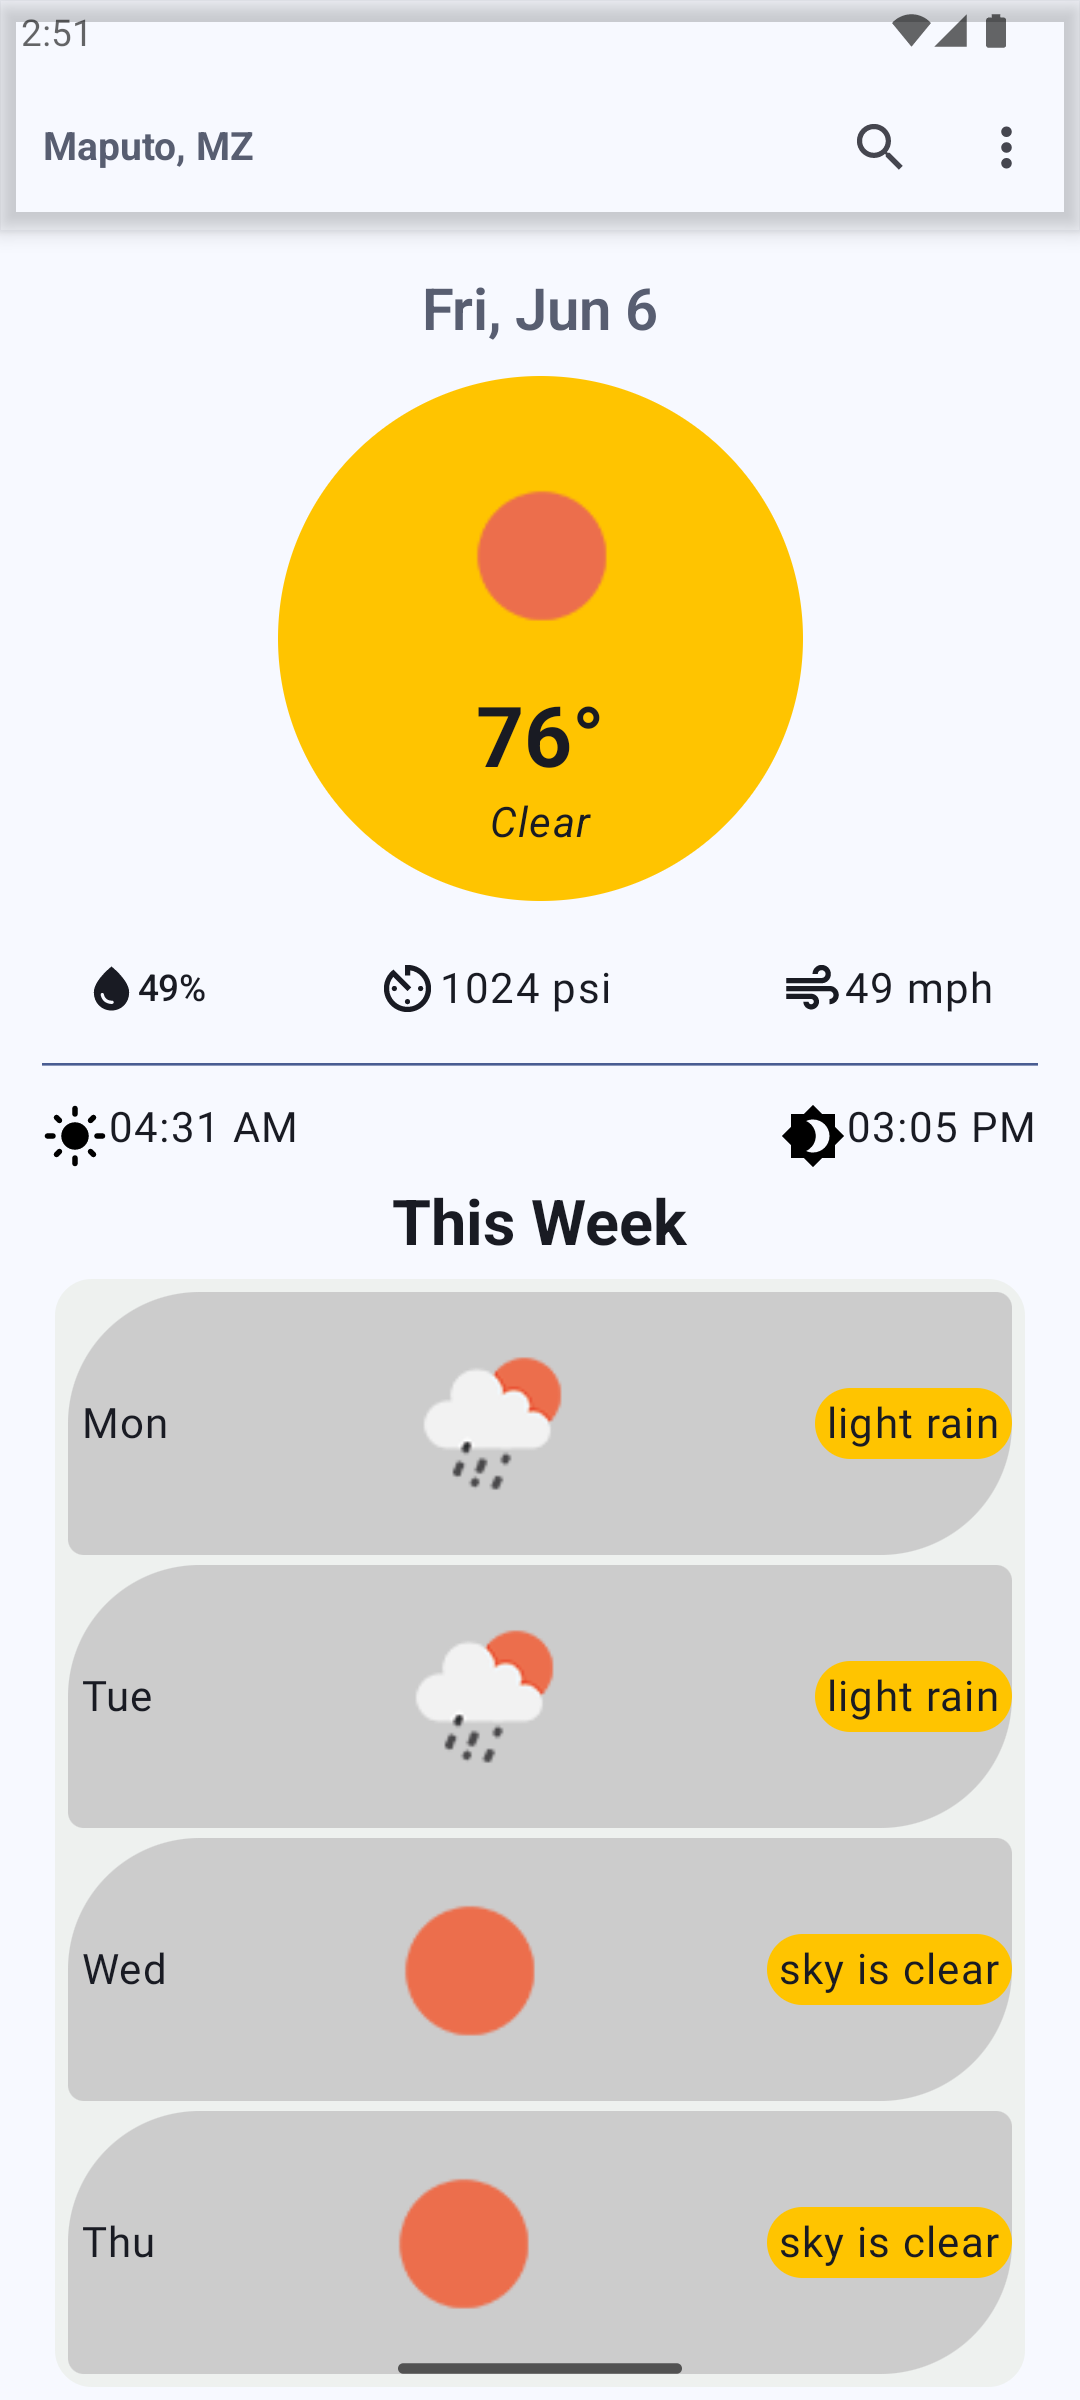 2:51
Maputo, MZ
Fri, Jun 6
76°
Clear
49% 1024 psi 49 mph
04:31 AM 03:05 PM
This Week
Mon light rain
Tue light rain
Wed sky is clear
Thu sky is clear